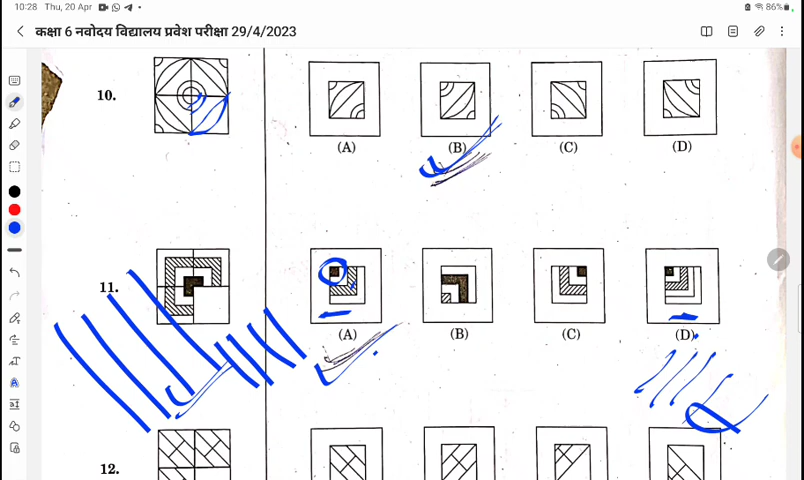 10:28 Thu, 20 Apr
86%
कक्षा 6 नवोदय विद्यालय प्रवेश परीक्षा 29/4/2023
10.
(A) (B) (C) (D)
11.
(A) (B) (C) (D)
12.